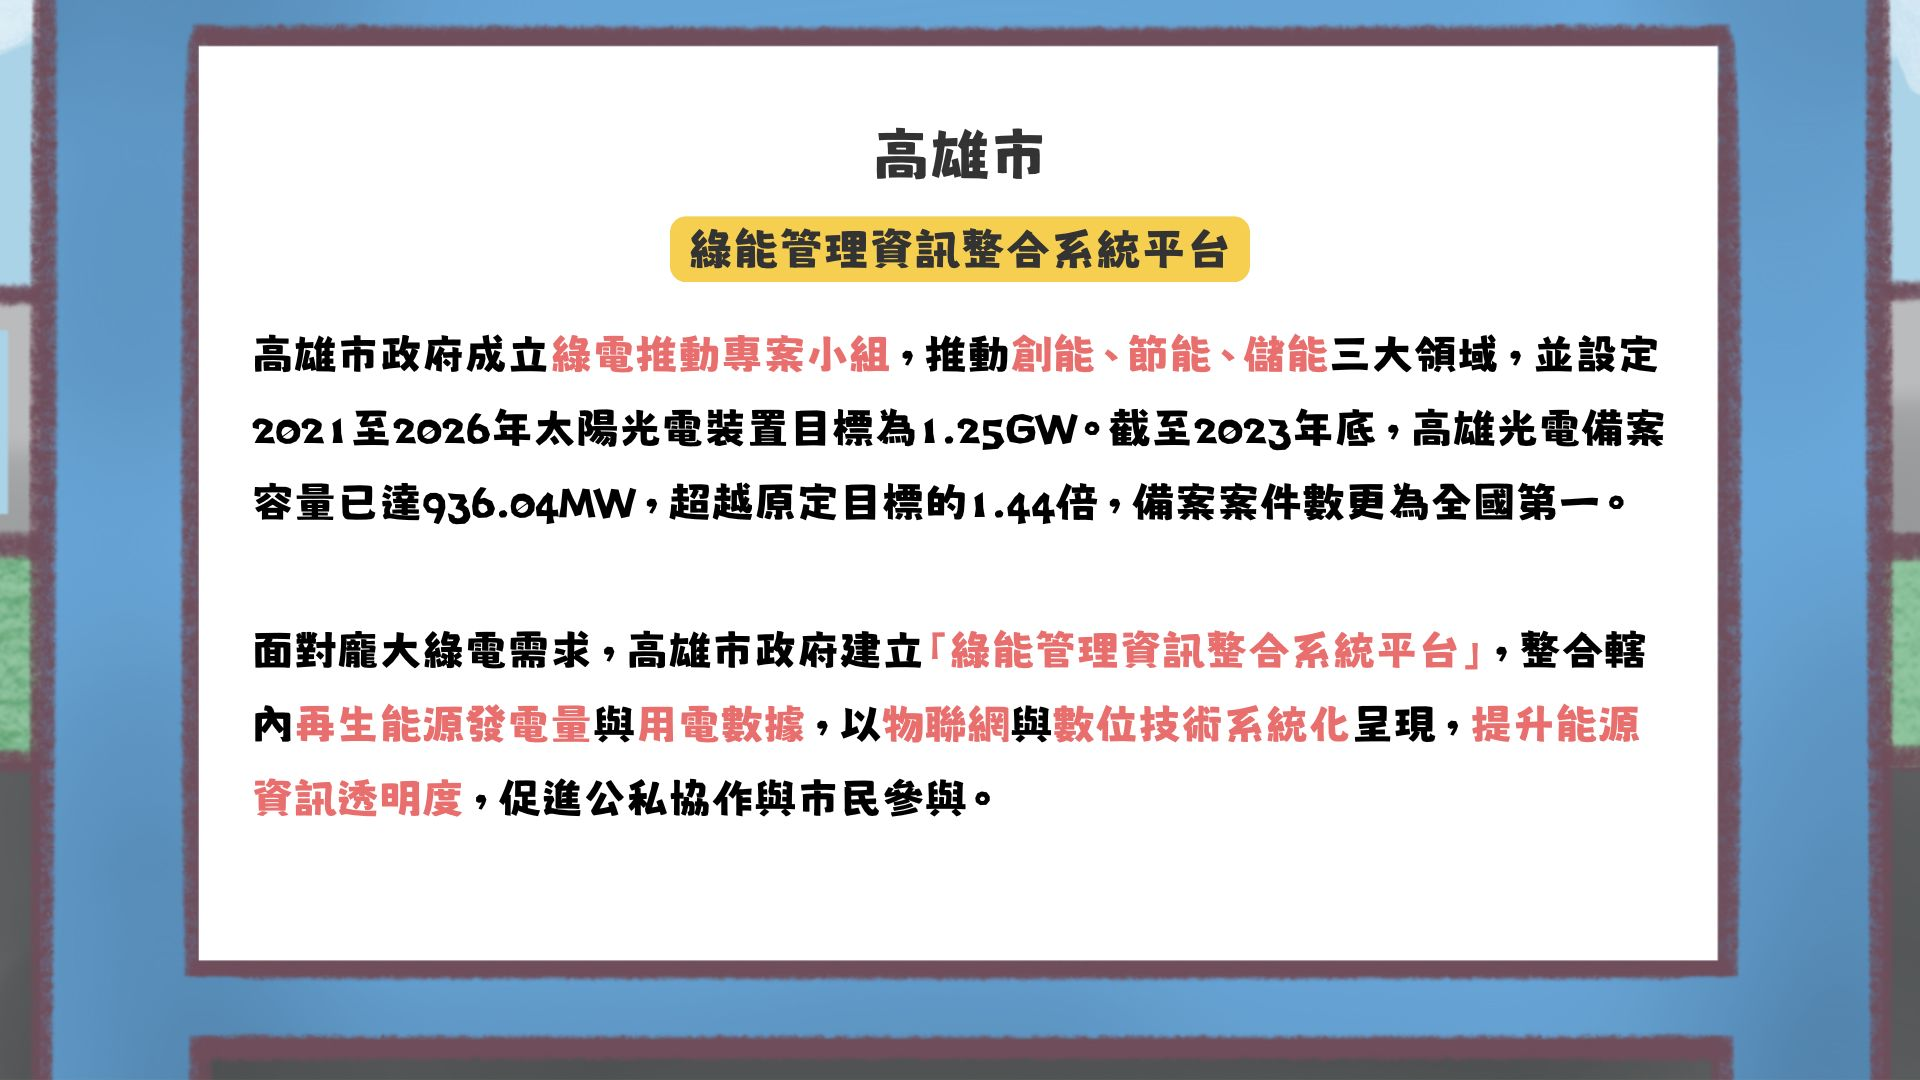 高雄市
綠能管理資訊整合系統平台
高雄市政府成立綠電推動專案小組，推動創能、節能、儲能三大領域，並設定
2021至2026年太陽光電裝置目標為1.25GW。截至2023年底，高雄光電備案
容量已達936.04MW，超越原定目標的1.44倍，備案案件數更為全國第一。
面對龐大綠電需求，高雄市政府建立「綠能管理資訊整合系統平台」，整合轄
內再生能源發電量與用電數據，以物聯網與數位技術系統化呈現，提升能源
資訊透明度，促進公私協作與市民參與。